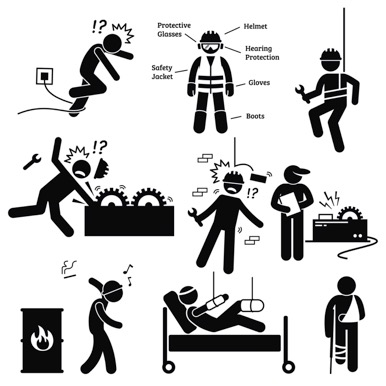 !?
Protective
Glasses
Helmet
Hearing
Protection
Safety
Jacket
Gloves
Boots
!?
!?